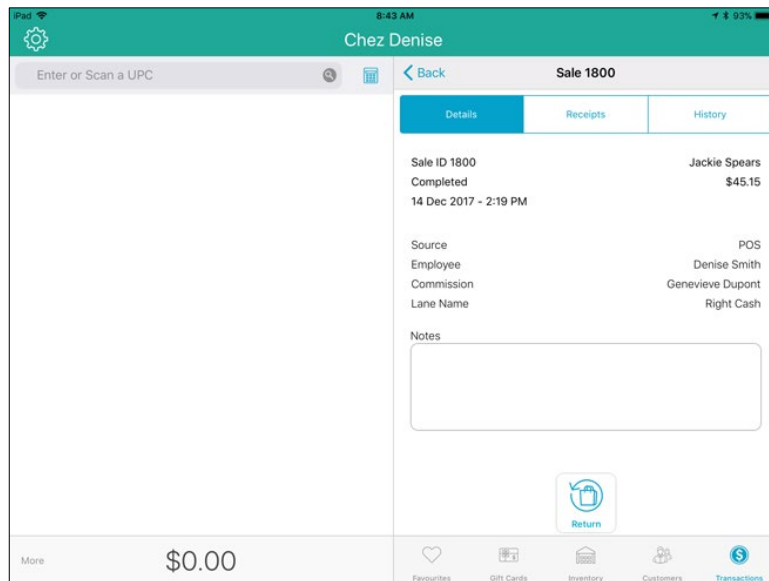 iPad 8:43 AM 93%
Chez Denise
Enter or Scan a UPC
Back Sale 1800
Details Receipts History
Sale ID 1800 Jackie Spears
Completed $45.15
14 Dec 2017 - 2:19 PM
Source POS
Employee Denise Smith
Commission Genevieve Dupont
Lane Name Right Cash
Notes
Return
More $0.00
Favourites Gift Cards Inventory Customers Transactions